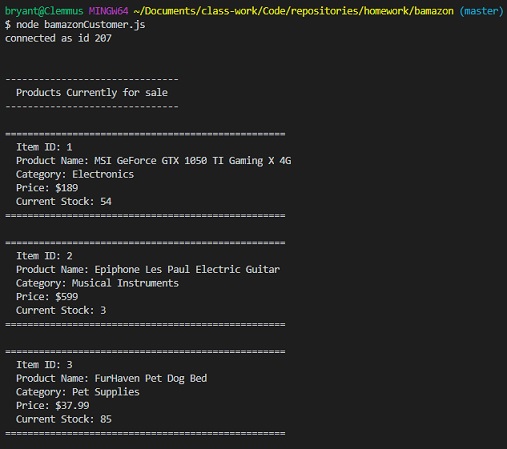 bryant@Clemmus MINGW64 ~/Documents/class-work/Code/repositories/homework/bamazon (master)
$ node bamazonCustomer.js
connected as id 207
------------------------------
Products Currently for sale
------------------------------
==================================================
Item ID: 1
Product Name: MSI GeForce GTX 1050 TI Gaming X 4G
Category: Electronics
Price: $189
Current Stock: 54
==================================================
==================================================
Item ID: 2
Product Name: Epiphone Les Paul Electric Guitar
Category: Musical Instruments
Price: $599
Current Stock: 3
==================================================
==================================================
Item ID: 3
Product Name: FurHaven Pet Dog Bed
Category: Pet Supplies
Price: $37.99
Current Stock: 85
==================================================